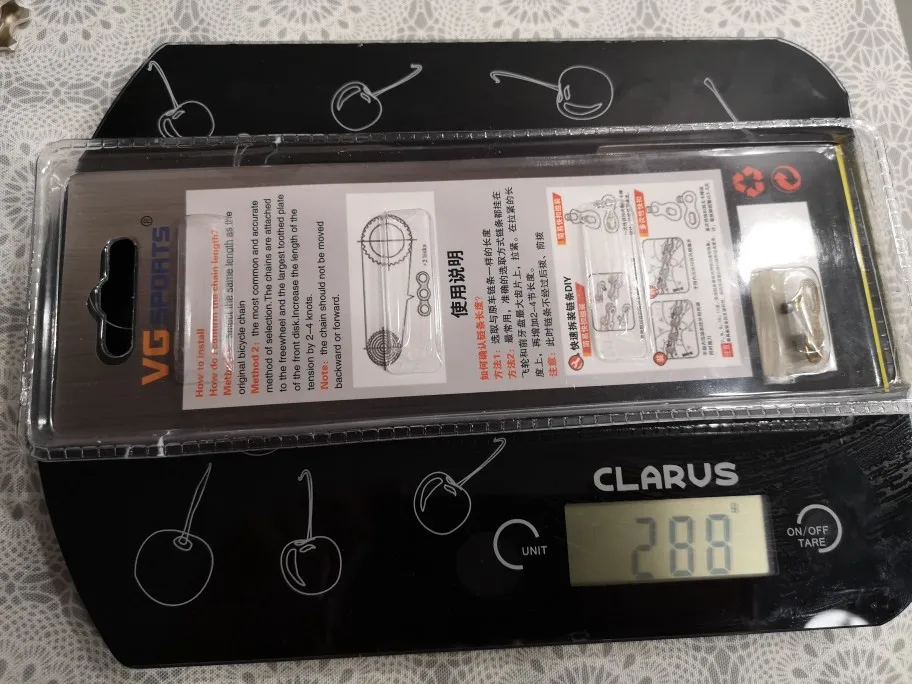 VG SPORTS®
How to install
How do I confirm the chain length?
the same length as the
original bicycle chain
Method 2: the most common and accurate
method of selection.The chains are attached
to the freewheel and the largest toothed plate
of the front disk.Increase the length of the
tension by 2~4 knots.
Note: the chain should not be moved
backward or forward.
使用说明
如何确认链条长度?
方法1: 选取与原车链条一样的长度
方法2: 最常用，准确的选取方式链条都挂在
飞轮和前牙盘最大齿片上，拉紧。在拉紧的长
度上，再增加2~4节长度。
注意: 此时链条不经过后拨、前拨
快速拆装链条DIY
CLARUS
UNIT
288
ON/OFF
TARE